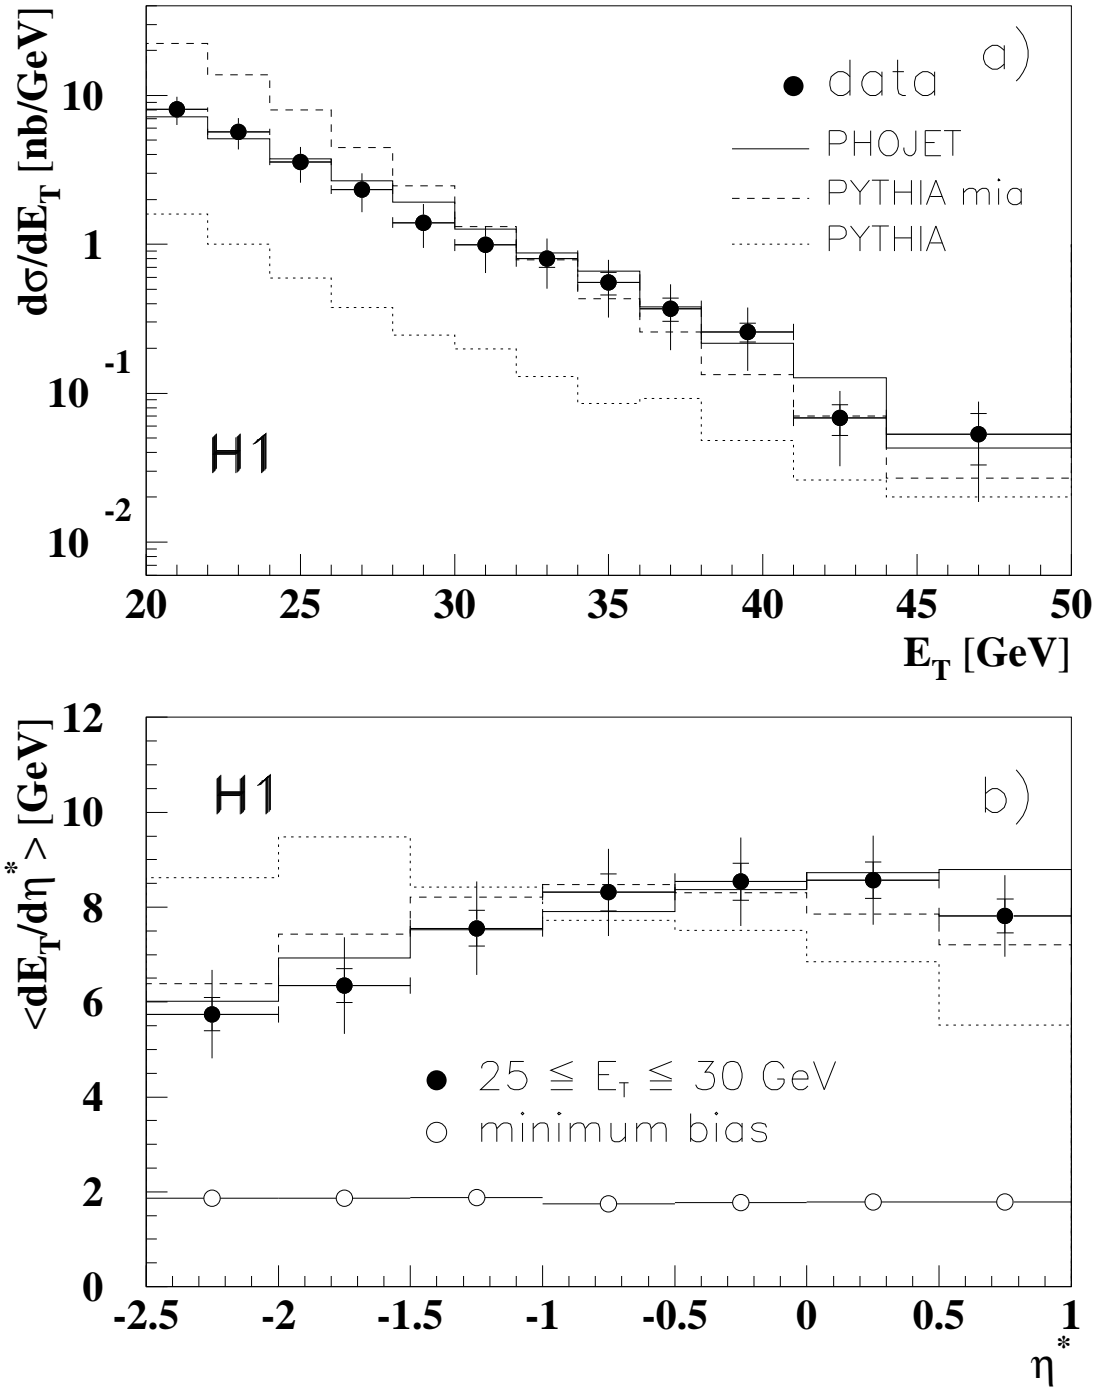 dσ/dE_T [nb/GeV]
a)
data
PHOJET
PYTHIA mia
PYTHIA
H1
10
1
10 -1
10 -2
20 25 30 35 40 45 50
E_T [GeV]
<dE_T/dη*> [GeV]
H1
b)
25 ≦ E_T ≦ 30 GeV
minimum bias
12
10
8
6
4
2
0
-2.5 -2 -1.5 -1 -0.5 0 0.5 1
η*